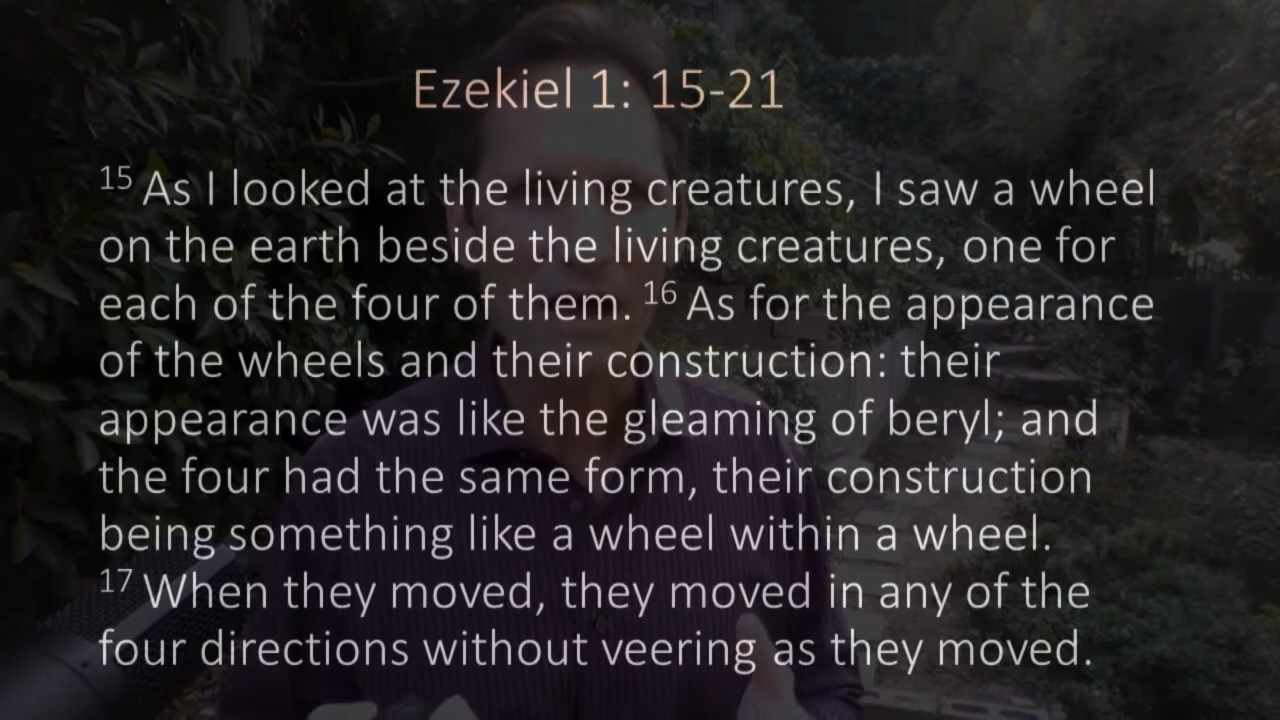 Ezekiel 1: 15-21
15 As I looked at the living creatures, I saw a wheel
on the earth beside the living creatures, one for
each of the four of them. 16 As for the appearance
of the wheels and their construction: their
appearance was like the gleaming of beryl; and
the four had the same form, their construction
being something like a wheel within a wheel.
17 When they moved, they moved in any of the
four directions without veering as they moved.